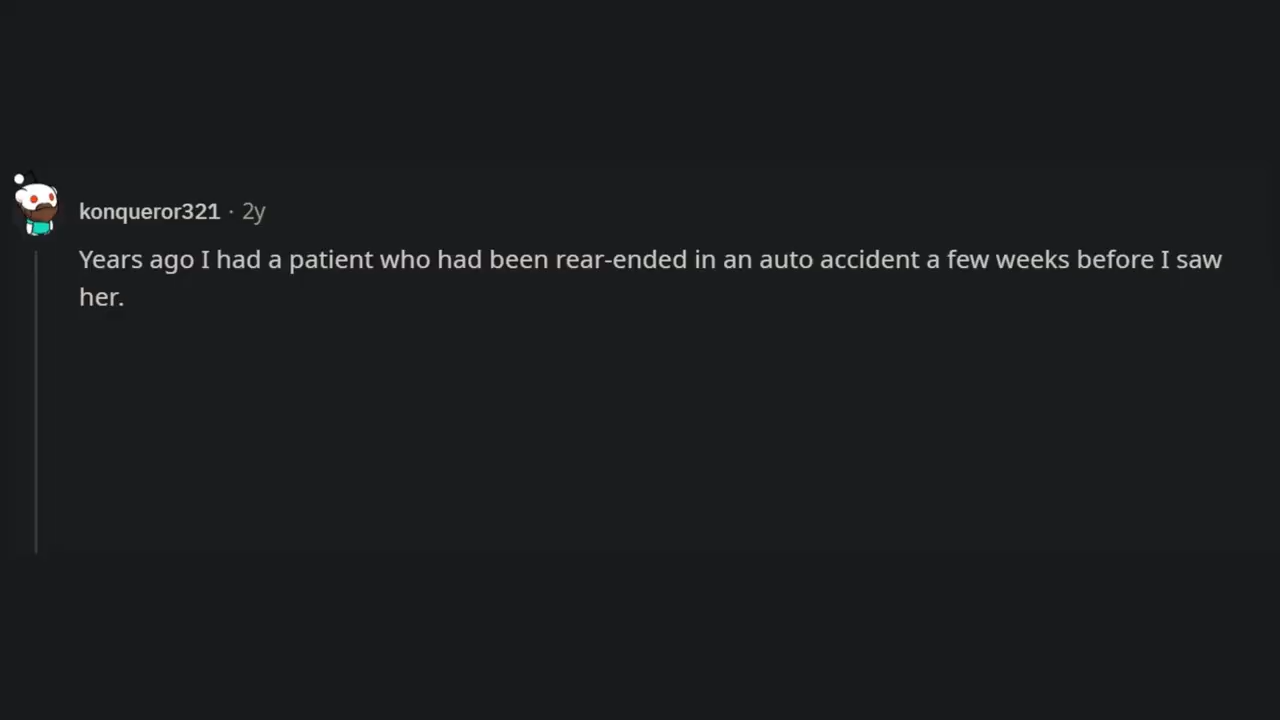 konqueror321 · 2y
Years ago I had a patient who had been rear-ended in an auto accident a few weeks before I saw
her.